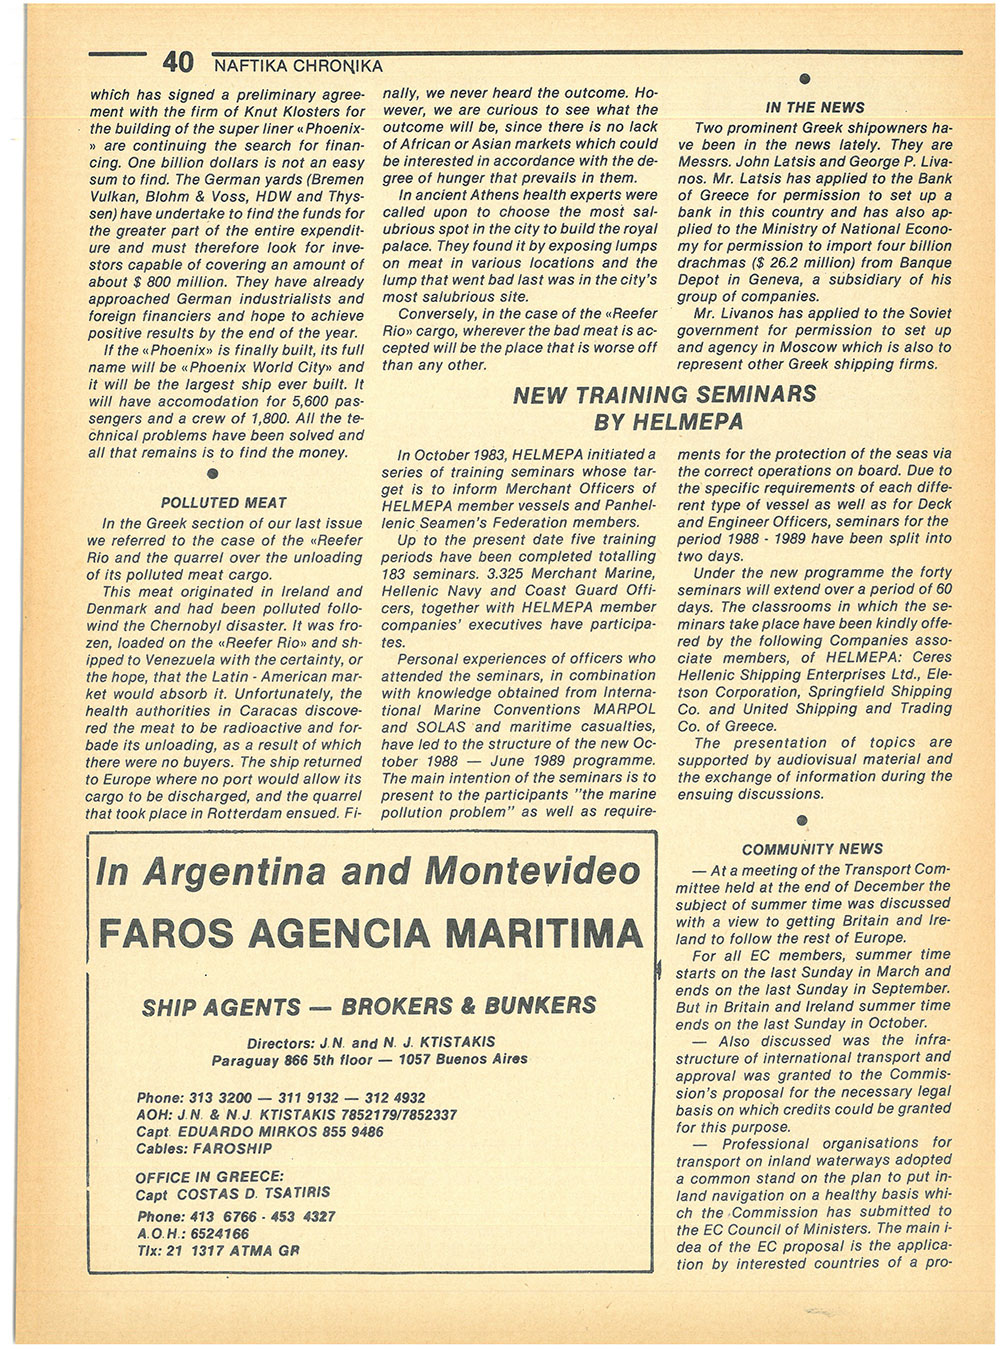 40 NAFTIKA CHRONIKA
which has signed a preliminary agree-
ment with the firm of Knut Klosters for
the building of the super liner «Phoenix-
» are continuing the search for finan-
cing. One billion dollars is not an easy
sum to find. The German yards (Bremen
Vulkan, Blohm & Voss, HDW and Thys-
sen) have undertake to find the funds for
the greater part of the entire expendit-
ure and must therefore look for inve-
stors capable of covering an amount of
about $ 800 million. They have already
approached German industrialists and
foreign financiers and hope to achieve
positive results by the end of the year.
If the «Phoenix» is finally built, its full
name will be «Phoenix World City» and
it will be the largest ship ever built. It
will have accomodation for 5,600 pas-
sengers and a crew of 1,800. All the te-
chnical problems have been solved and
all that remains is to find the money.
●
POLLUTED MEAT
In the Greek section of our last issue
we referred to the case of the «Reefer
Rio and the quarrel over the unloading
of its polluted meat cargo.
This meat originated in Ireland and
Denmark and had been polluted follo-
wind the Chernobyl disaster. It was fro-
zen, loaded on the «Reefer Rio» and sh-
ipped to Venezuela with the certainty, or
the hope, that the Latin - American mar-
ket would absorb it. Unfortunately, the
health authorities in Caracas discove-
red the meat to be radioactive and for-
bade its unloading, as a result of which
there were no buyers. The ship returned
to Europe where no port would allow its
cargo to be discharged, and the quarrel
that took place in Rotterdam ensued. Fi-
nally, we never heard the outcome. Ho-
wever, we are curious to see what the
outcome will be, since there is no lack
of African or Asian markets which could
be interested in accordance with the de-
gree of hunger that prevails in them.
In ancient Athens health experts were
called upon to choose the most sal-
ubrious spot in the city to build the royal
palace. They found it by exposing lumps
on meat in various locations and the
lump that went bad last was in the city's
most salubrious site.
Conversely, in the case of the «Reefer
Rio» cargo, wherever the bad meat is ac-
cepted will be the place that is worse off
than any other.
●
IN THE NEWS
Two prominent Greek shipowners ha-
ve been in the news lately. They are
Messrs. John Latsis and George P. Liva-
nos. Mr. Latsis has applied to the Bank
of Greece for permission to set up a
bank in this country and has also ap-
plied to the Ministry of National Econo-
my for permission to import four billion
drachmas ($ 26.2 million) from Banque
Depot in Geneva, a subsidiary of his
group of companies.
Mr. Livanos has applied to the Soviet
government for permission to set up
and agency in Moscow which is also to
represent other Greek shipping firms.
NEW TRAINING SEMINARS
BY HELMEPA
In October 1983, HELMEPA initiated a
series of training seminars whose tar-
get is to inform Merchant Officers of
HELMEPA member vessels and Panhel-
lenic Seamen's Federation members.
Up to the present date five training
periods have been completed totalling
183 seminars. 3.325 Merchant Marine,
Hellenic Navy and Coast Guard Offi-
cers, together with HELMEPA member
companies' executives have participa-
tes.
Personal experiences of officers who
attended the seminars, in combination
with knowledge obtained from Interna-
tional Marine Conventions MARPOL
and SOLAS and maritime casualties,
have led to the structure of the new Oc-
tober 1988 — June 1989 programme.
The main intention of the seminars is to
present to the participants "the marine
pollution problem" as well as require-
ments for the protection of the seas via
the correct operations on board. Due to
the specific requirements of each diffe-
rent type of vessel as well as for Deck
and Engineer Officers, seminars for the
period 1988 - 1989 have been split into
two days.
Under the new programme the forty
seminars will extend over a period of 60
days. The classrooms in which the se-
minars take place have been kindly offe-
red by the following Companies asso-
ciate members, of HELMEPA: Ceres
Hellenic Shipping Enterprises Ltd., Ele-
tson Corporation, Springfield Shipping
Co. and United Shipping and Trading
Co. of Greece.
The presentation of topics are
supported by audiovisual material and
the exchange of information during the
ensuing discussions.
●
COMMUNITY NEWS
— At a meeting of the Transport Com-
mittee held at the end of December the
subject of summer time was discussed
with a view to getting Britain and Ire-
land to follow the rest of Europe.
For all EC members, summer time
starts on the last Sunday in March and
ends on the last Sunday in September.
But in Britain and Ireland summer time
ends on the last Sunday in October.
— Also discussed was the infra-
structure of international transport and
approval was granted to the Commis-
sion's proposal for the necessary legal
basis on which credits could be granted
for this purpose.
— Professional organisations for
transport on inland waterways adopted
a common stand on the plan to put in-
land navigation on a healthy basis whi-
ch the Commission has submitted to
the EC Council of Ministers. The main i-
dea of the EC proposal is the applica-
tion by interested countries of a pro-
In Argentina and Montevideo
FAROS AGENCIA MARITIMA
SHIP AGENTS — BROKERS & BUNKERS
Directors: J.N. and N. J. KTISTAKIS
Paraguay 866 5th floor — 1057 Buenos Aires
Phone: 313 3200 — 311 9132 — 312 4932
AOH: J.N. & N.J. KTISTAKIS 7852179/7852337
Capt. EDUARDO MIRKOS 855 9486
Cables: FAROSHIP
OFFICE IN GREECE:
Capt COSTAS D. TSATIRIS
Phone: 413 6766 - 453 4327
A.O.H.: 6524166
Tlx: 21 1317 ATMA GR